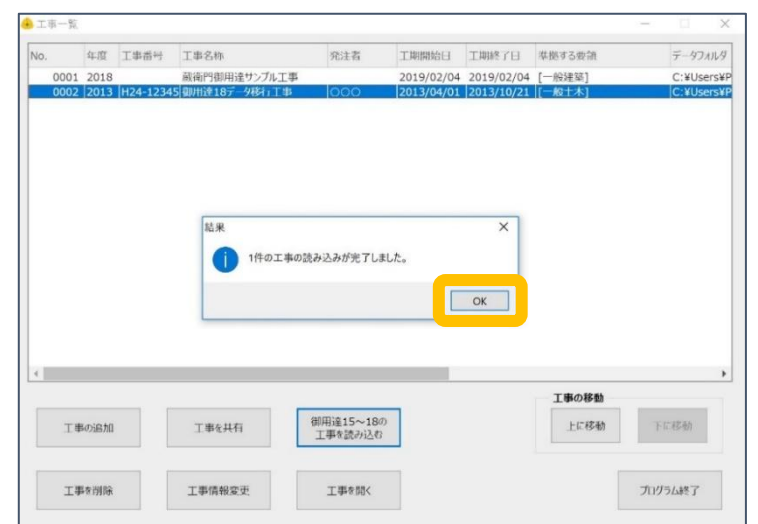 工事一覧
No. 年度 工事番号 工事名称 発注者 工期開始日 工期終了日 準拠する要領 データフォルダ
0001 2018 蔵衛門御用達サンプル工事 2019/02/04 2019/02/04 [一般建築] C:¥Users¥P
0002 2013 H24-12345 御用達18データ移行工事 ○○○ 2013/04/01 2013/10/21 [一般土木] C:¥Users¥P
結果
1件の工事の読み込みが完了しました。
OK
工事の移動
工事の追加 工事を共有 御用達15～18の
工事を読み込む 上に移動 下に移動
工事を削除 工事情報変更 工事を開く プログラム終了